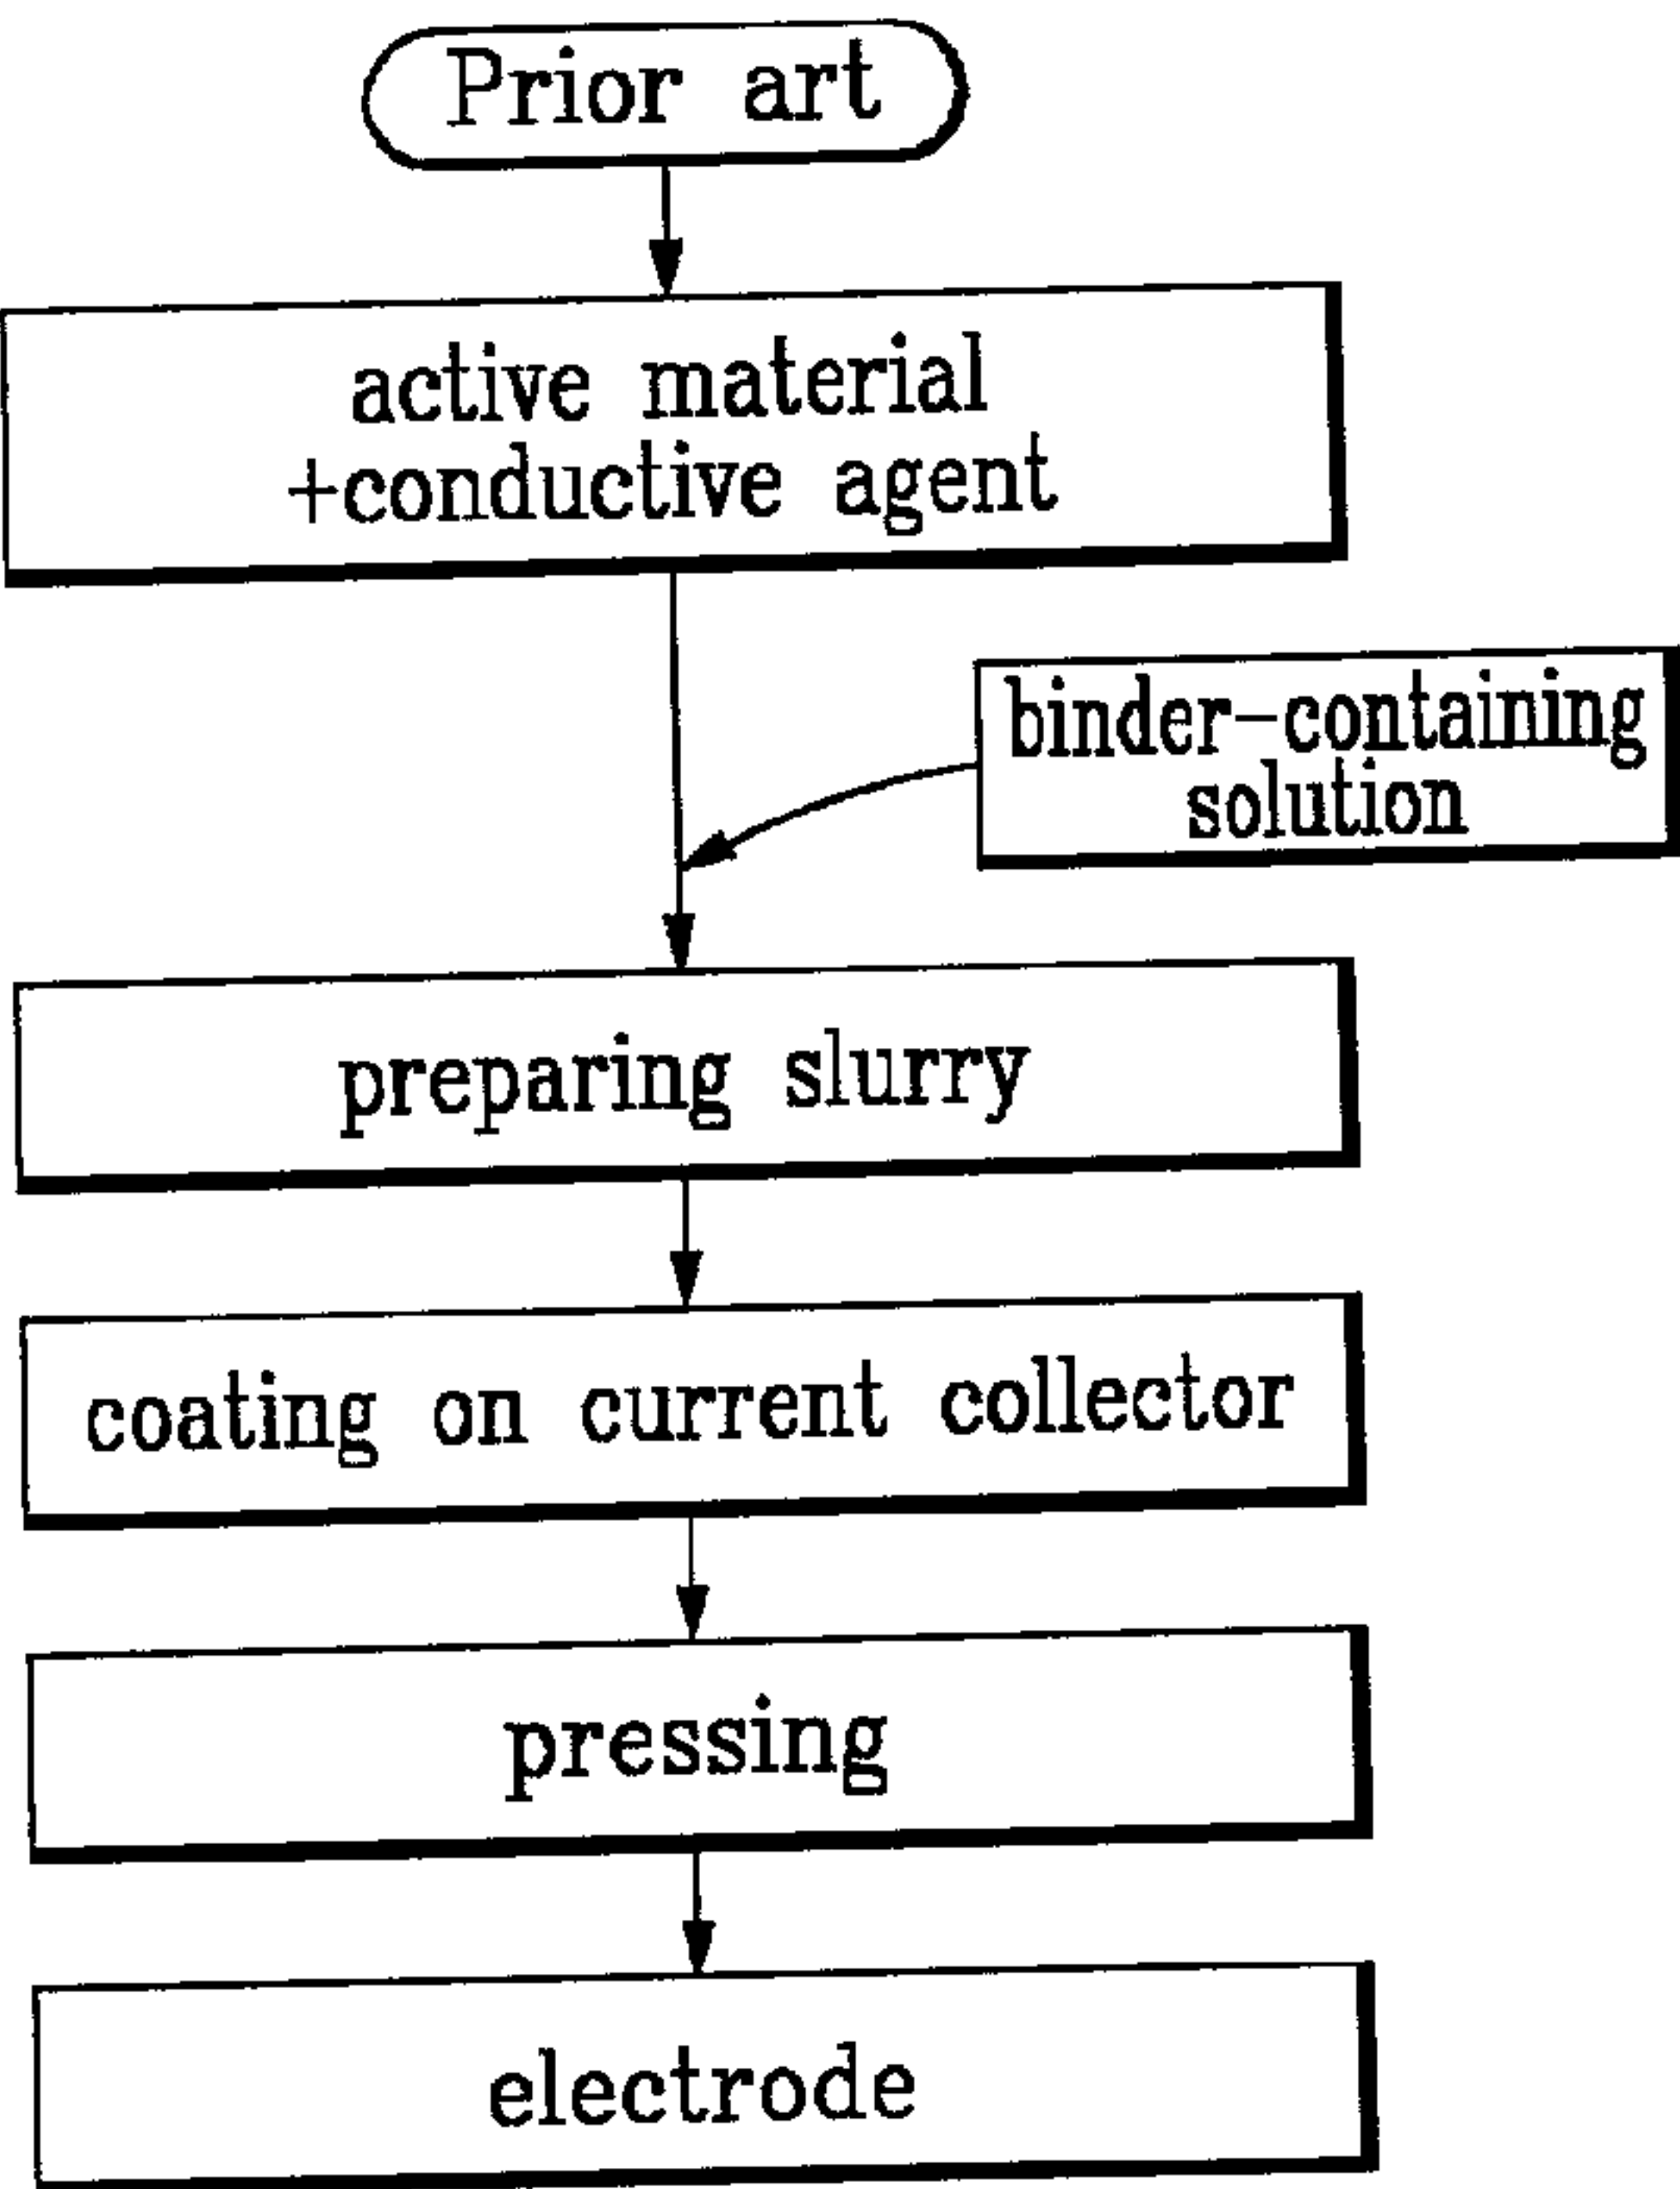 Prior art
active material
+conductive agent
binder-containing
solution
preparing slurry
coating on current collector
pressing
electrode